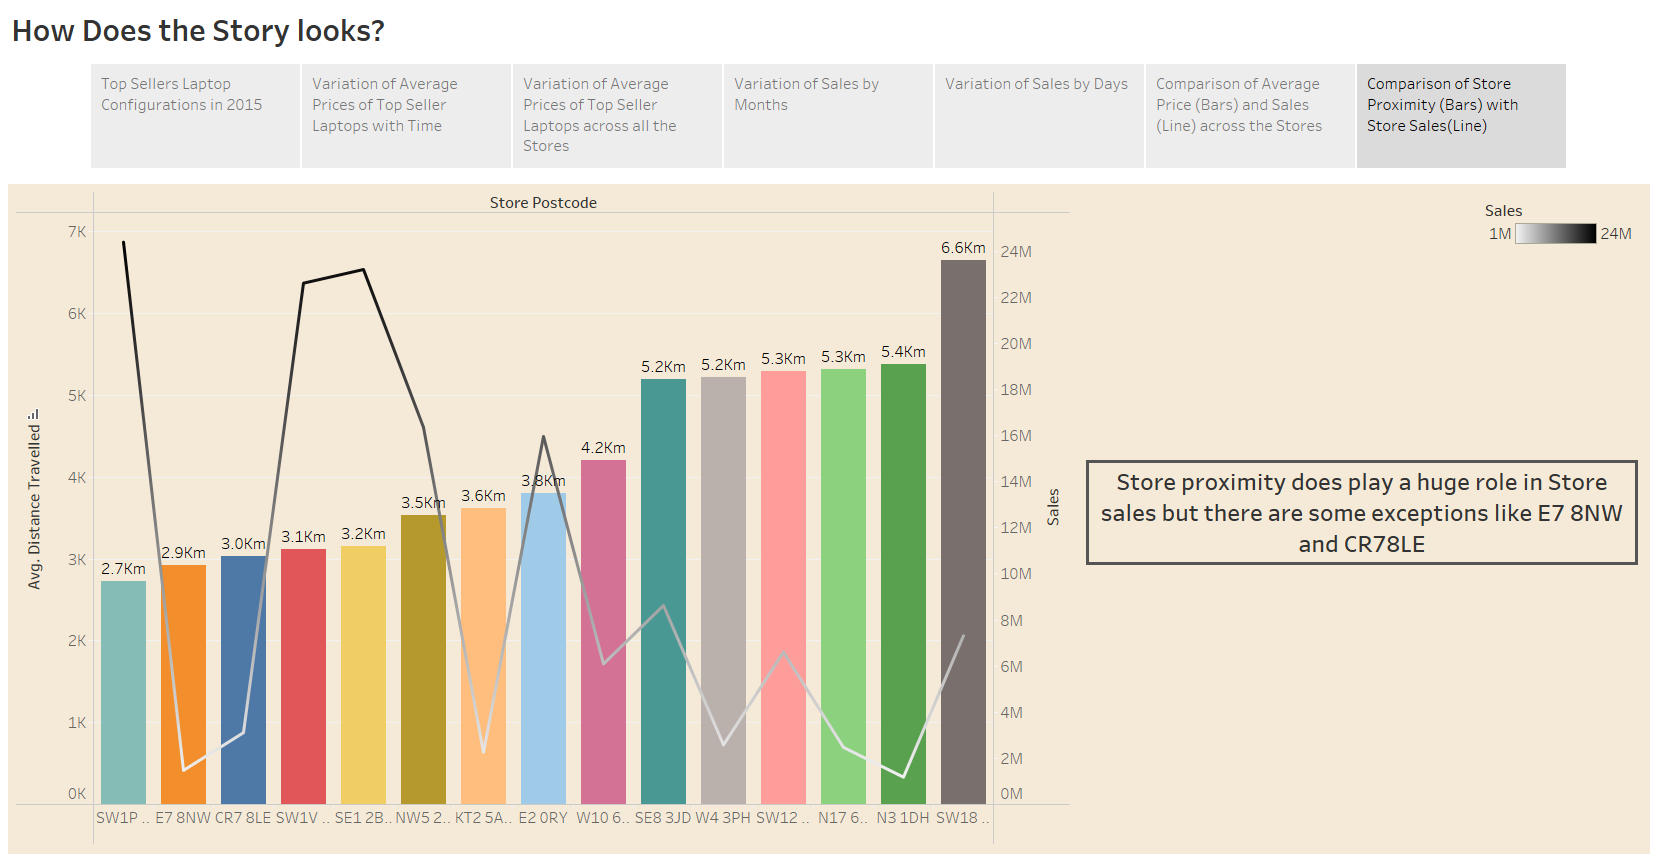 How Does the Story looks?
Top Sellers Laptop
Configurations in 2015
Variation of Average
Prices of Top Seller
Laptops with Time
Variation of Average
Prices of Top Seller
Laptops across all the
Stores
Variation of Sales by
Months
Variation of Sales by Days
Comparison of Average
Price (Bars) and Sales
(Line) across the Stores
Comparison of Store
Proximity (Bars) with
Store Sales(Line)
Store Postcode
Sales
1M 24M
Avg. Distance Travelled
7K
6K
5K
4K
3K
2K
1K
0K
2.7Km
2.9Km
3.0Km
3.1Km
3.2Km
3.5Km
3.6Km
3.8Km
4.2Km
5.2Km
5.2Km
5.3Km
5.3Km
5.4Km
6.6Km
24M
22M
20M
18M
16M
14M
12M
10M
8M
6M
4M
2M
0M
Sales
SW1P .. E7 8NW CR7 8LE SW1V .. SE1 2B.. NW5 2.. KT2 5A.. E2 0RY W10 6.. SE8 3JD W4 3PH SW12 .. N17 6.. N3 1DH SW18 ..
Store proximity does play a huge role in Store
sales but there are some exceptions like E7 8NW
and CR78LE